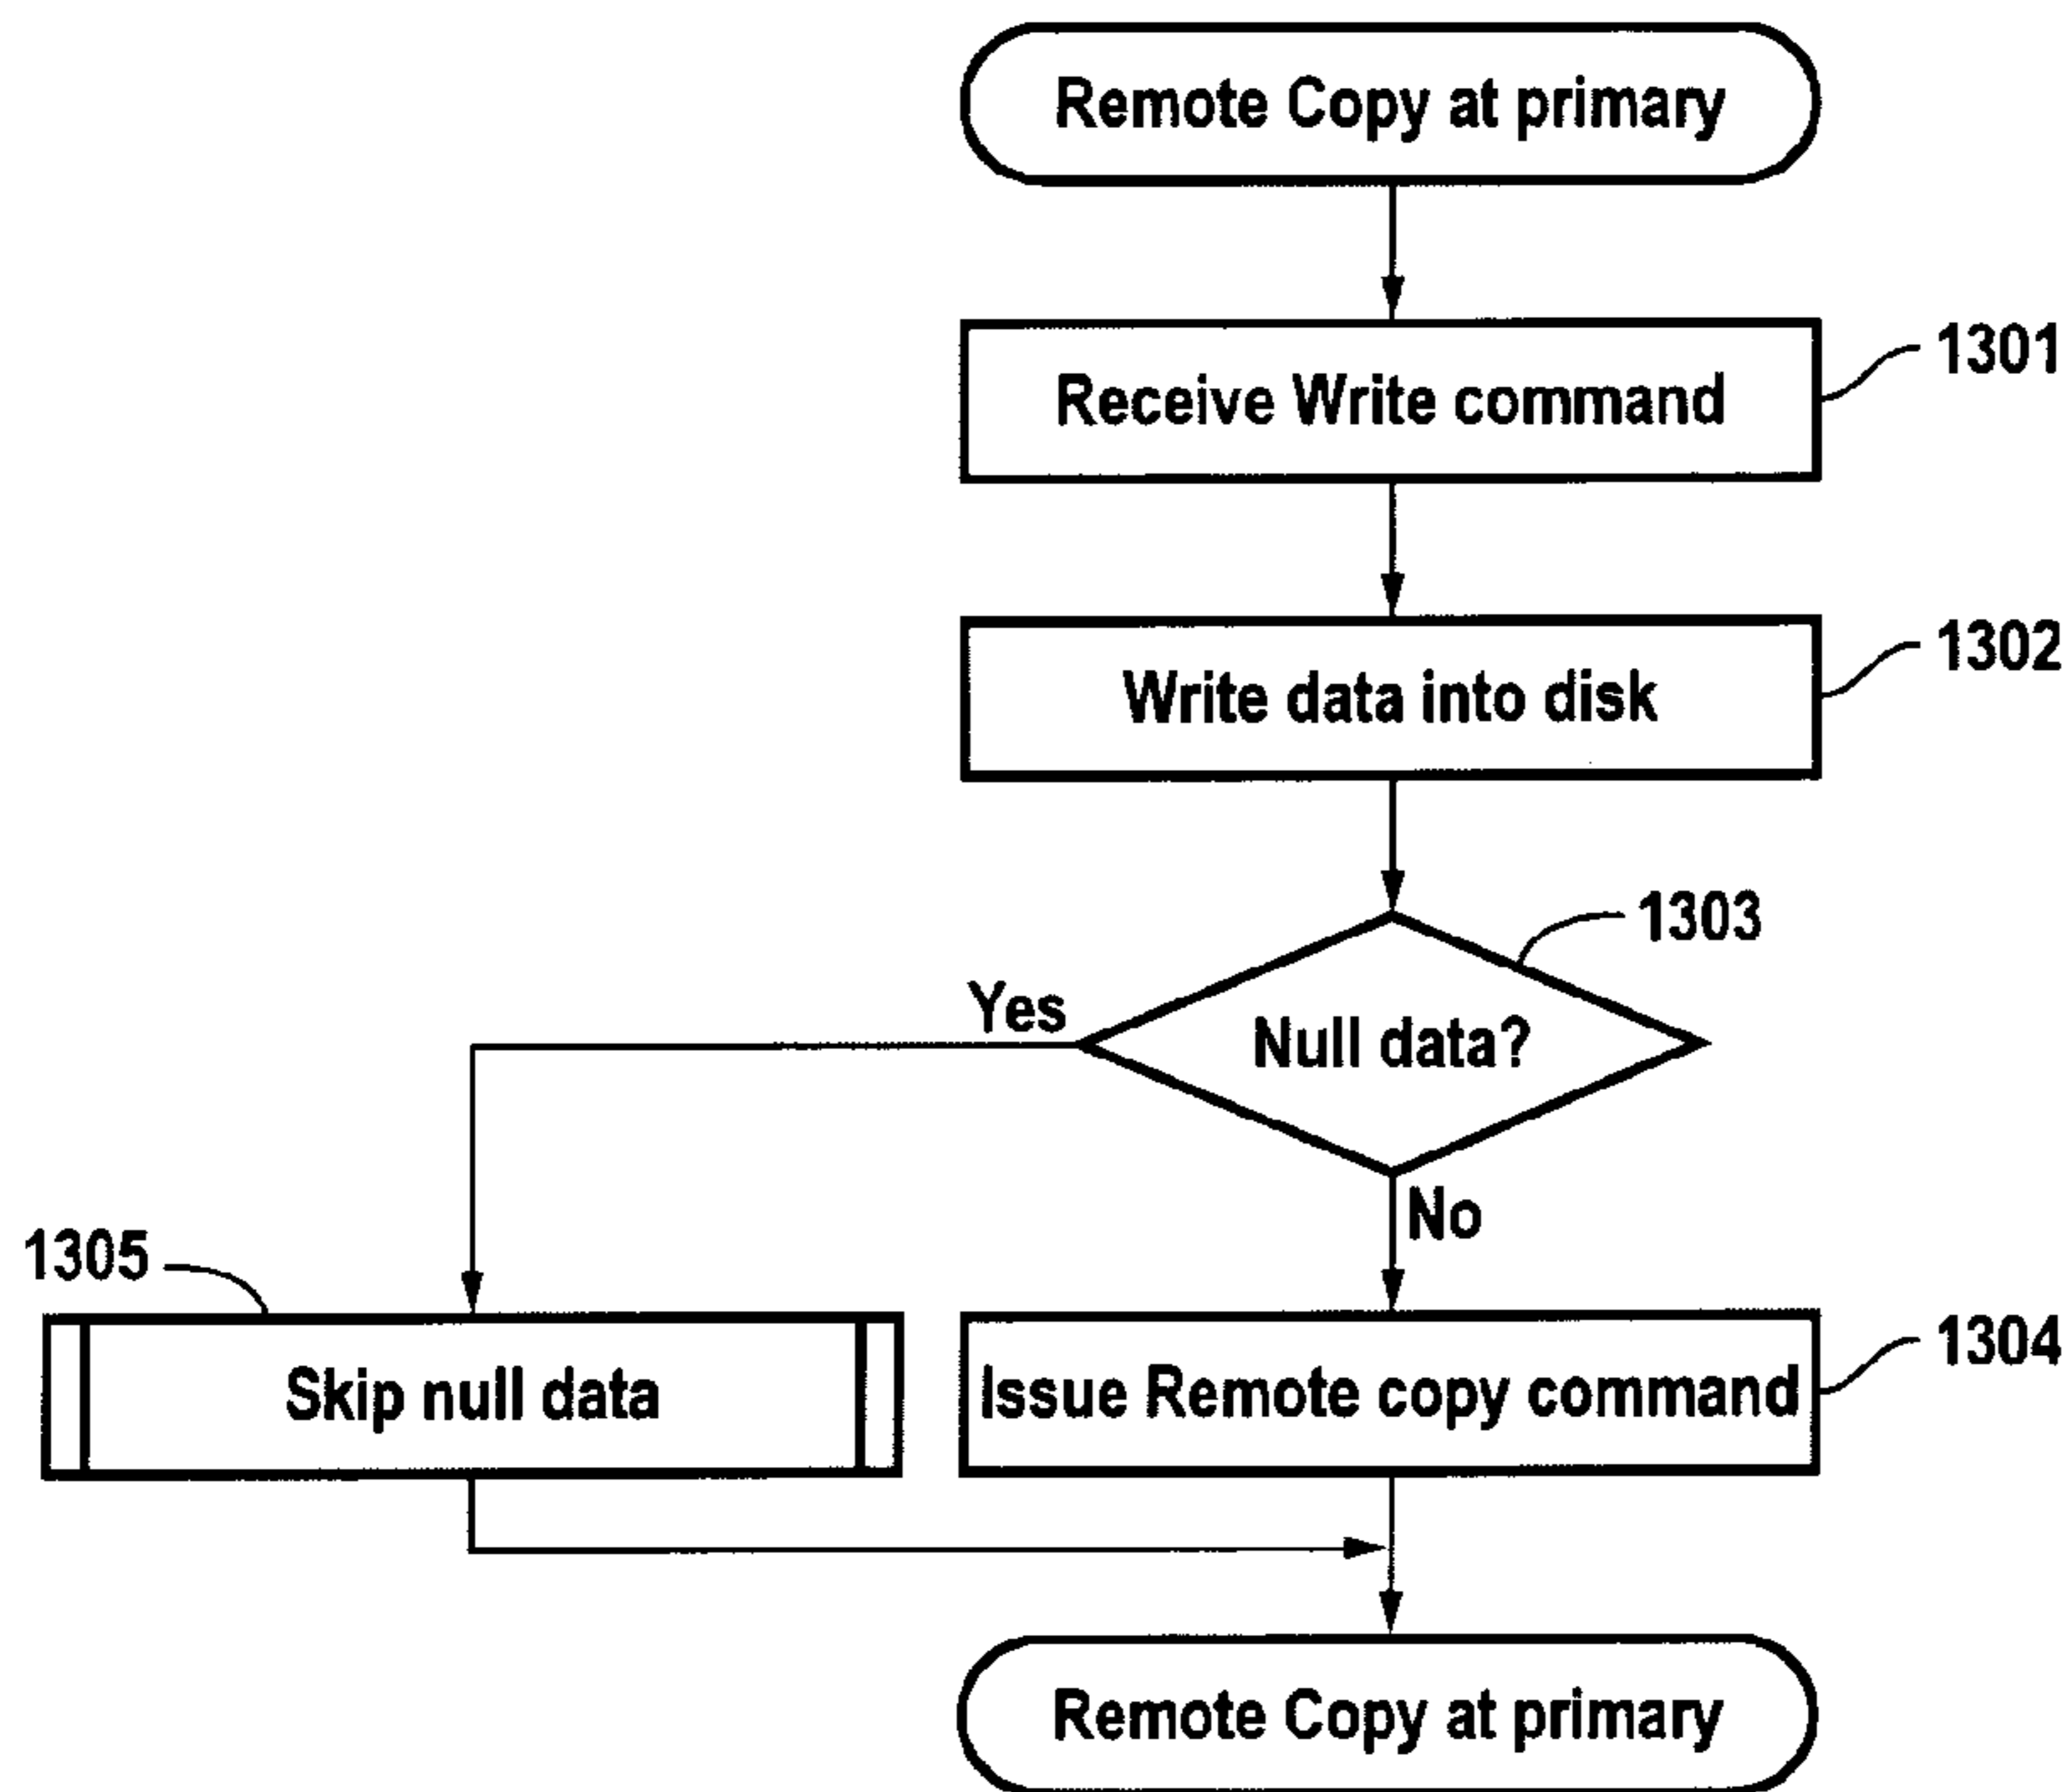 Remote Copy at primary
1301
Receive Write command
1302
Write data into disk
1303
Yes
Null data?
No
1305
1304
Skip null data
Issue Remote copy command
Remote Copy at primary